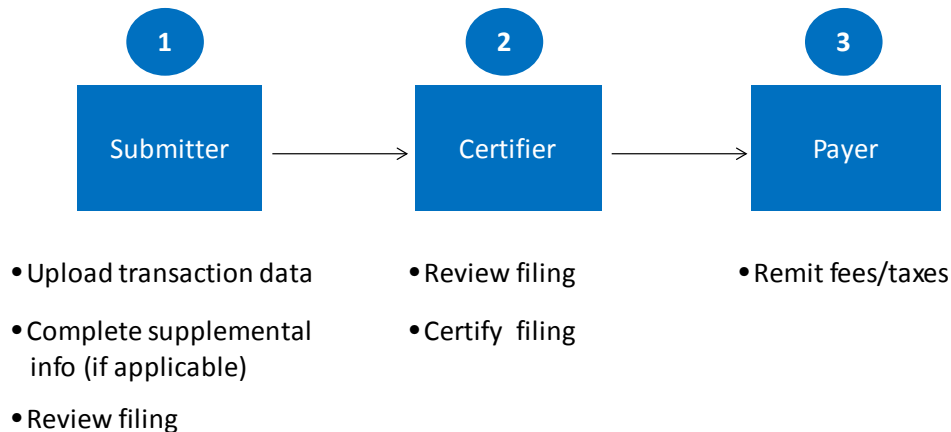 1
2
3
Submitter
Certifier
Payer
•Upload transaction data
•Complete supplemental
info (if applicable)
•Review filing
•Review filing
•Certify filing
•Remit fees/taxes